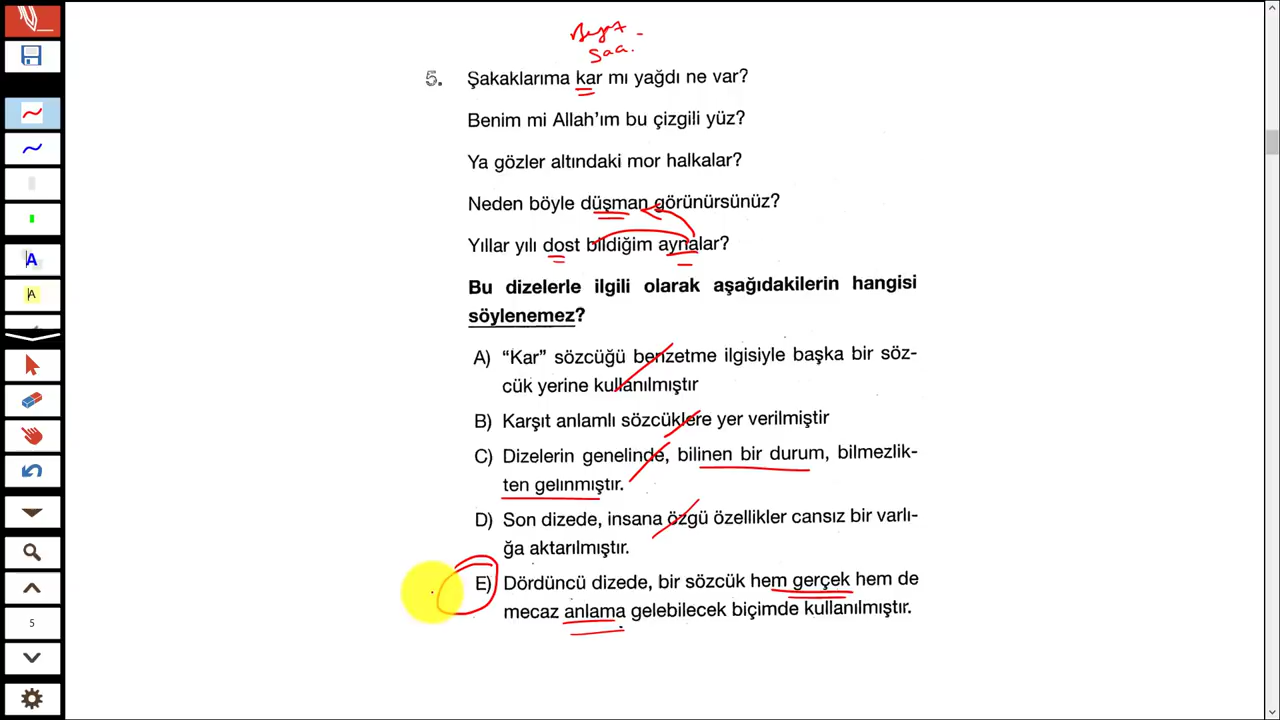 Beyaz
saç.
5. Şakaklarıma kar mı yağdı ne var?
Benim mi Allah’ım bu çizgili yüz?
Ya gözler altındaki mor halkalar?
Neden böyle düşman görünürsünüz?
Yıllar yılı dost bildiğim aynalar?
Bu dizelerle ilgili olarak aşağıdakilerin hangisi
söylenemez?
A) “Kar” sözcüğü benzetme ilgisiyle başka bir söz-
cük yerine kullanılmıştır
B) Karşıt anlamlı sözcüklere yer verilmiştir
C) Dizelerin genelinde, bilinen bir durum, bilmezlik-
ten gelinmiştir.
D) Son dizede, insana özgü özellikler cansız bir varlı-
ğa aktarılmıştır.
E) Dördüncü dizede, bir sözcük hem gerçek hem de
mecaz anlama gelebilecek biçimde kullanılmıştır.
A
A
5